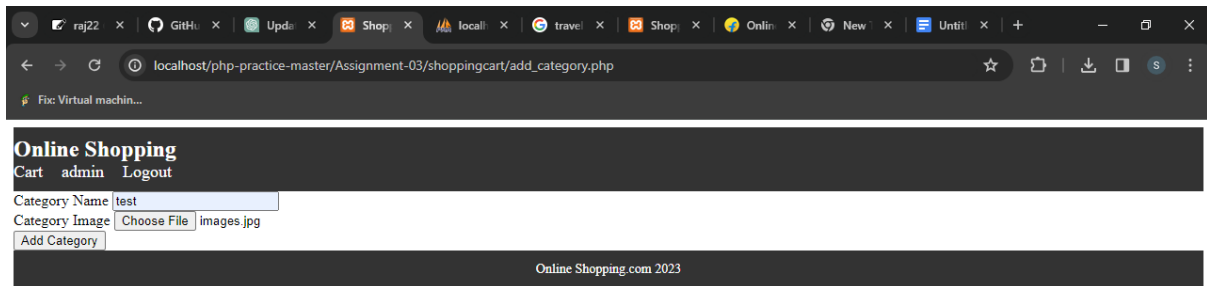 raj22 GitHu Upda Shopp localh travel Shopp Onlin New T Untitl
localhost/php-practice-master/Assignment-03/shoppingcart/add_category.php S
Fix: Virtual machin...
Online Shopping
Cart admin Logout
Category Name test
Category Image Choose File images.jpg
Add Category
Online Shopping.com 2023